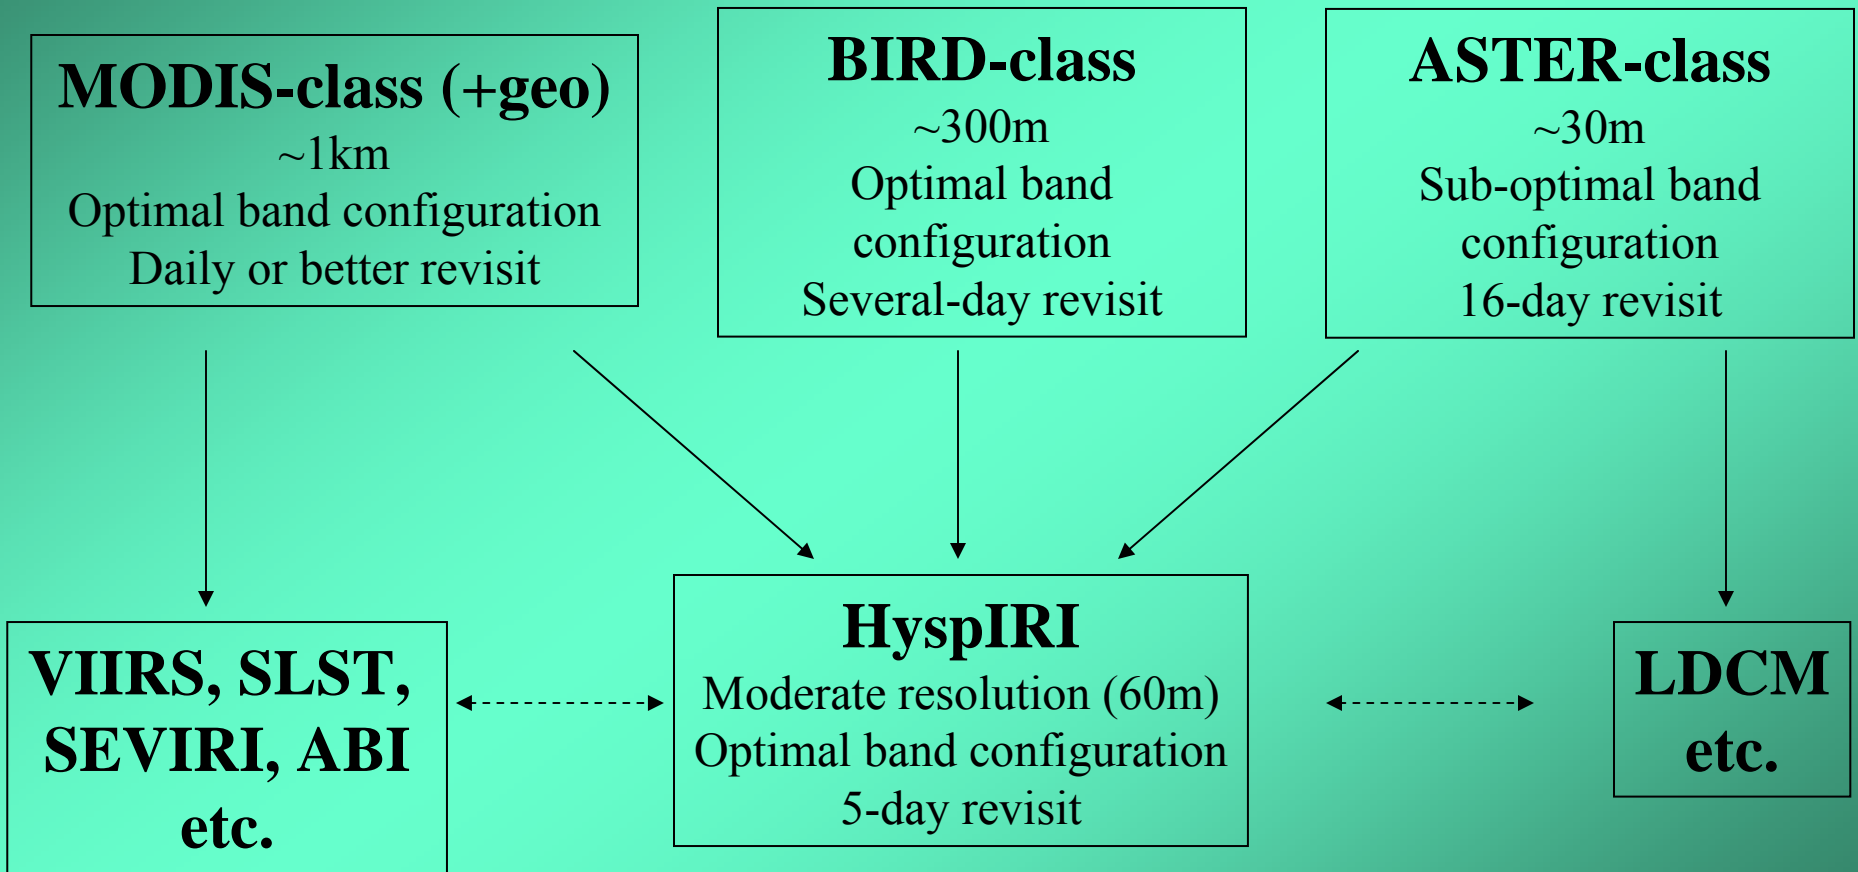 MODIS-class (+geo)
~1km
Optimal band configuration
Daily or better revisit
BIRD-class
~300m
Optimal band
configuration
Several-day revisit
ASTER-class
~30m
Sub-optimal band
configuration
16-day revisit
VIIRS, SLST,
SEVIRI, ABI
etc.
HyspIRI
Moderate resolution (60m)
Optimal band configuration
5-day revisit
LDCM
etc.